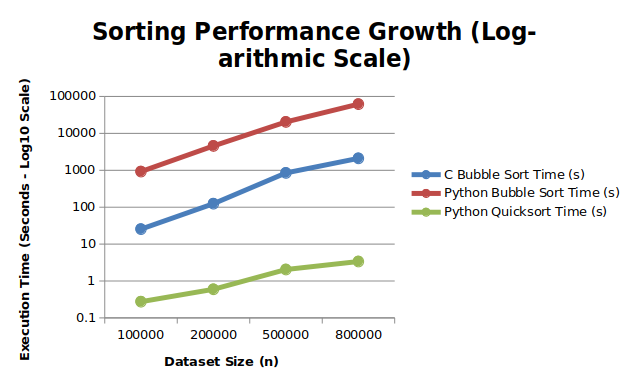 Sorting Performance Growth (Log-
arithmic Scale)
Execution Time (Seconds - Log10 Scale)
100000
10000
1000
100
10
1
0.1
100000 200000 500000 800000
Dataset Size (n)
C Bubble Sort Time (s)
Python Bubble Sort Time (s)
Python Quicksort Time (s)